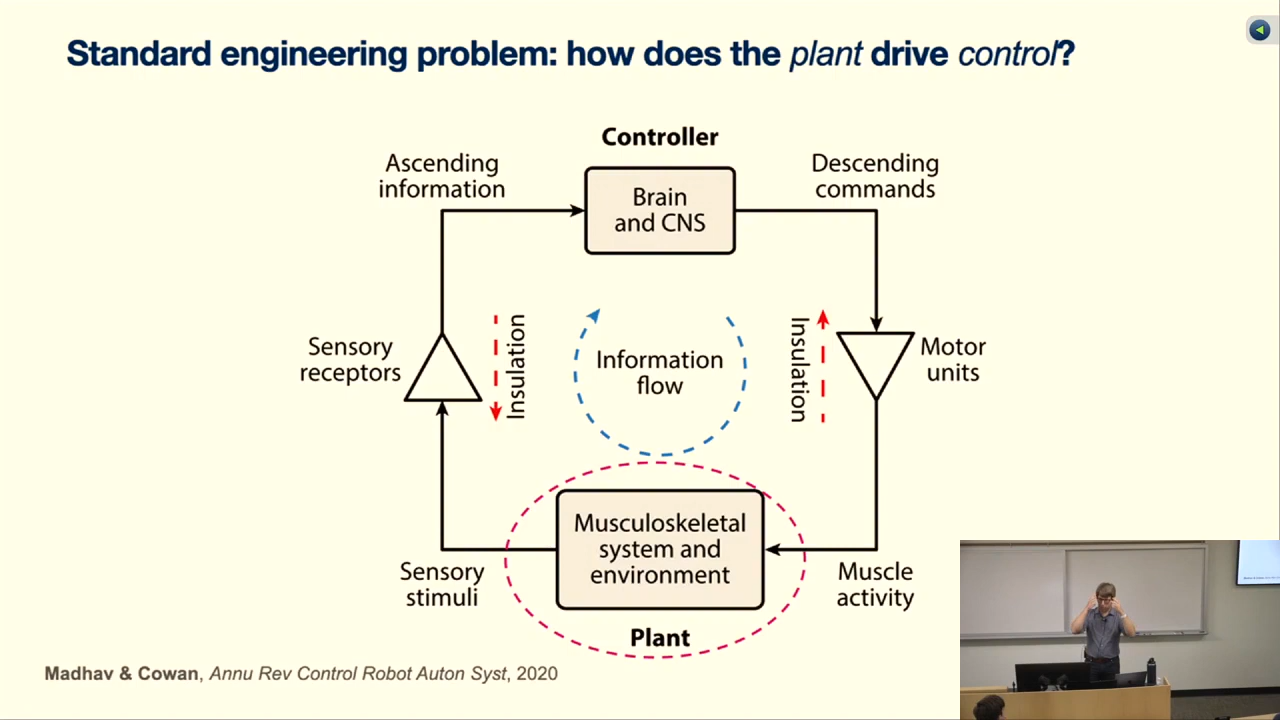 Standard engineering problem: how does the plant drive control?
Controller
Ascending
information
Brain
and CNS
Descending
commands
Sensory
receptors
Insulation
Information
flow
Insulation
Motor
units
Musculoskeletal
system and
environment
Sensory
stimuli
Muscle
activity
Plant
Madhav & Cowan, Annu Rev Control Robot Auton Syst, 2020